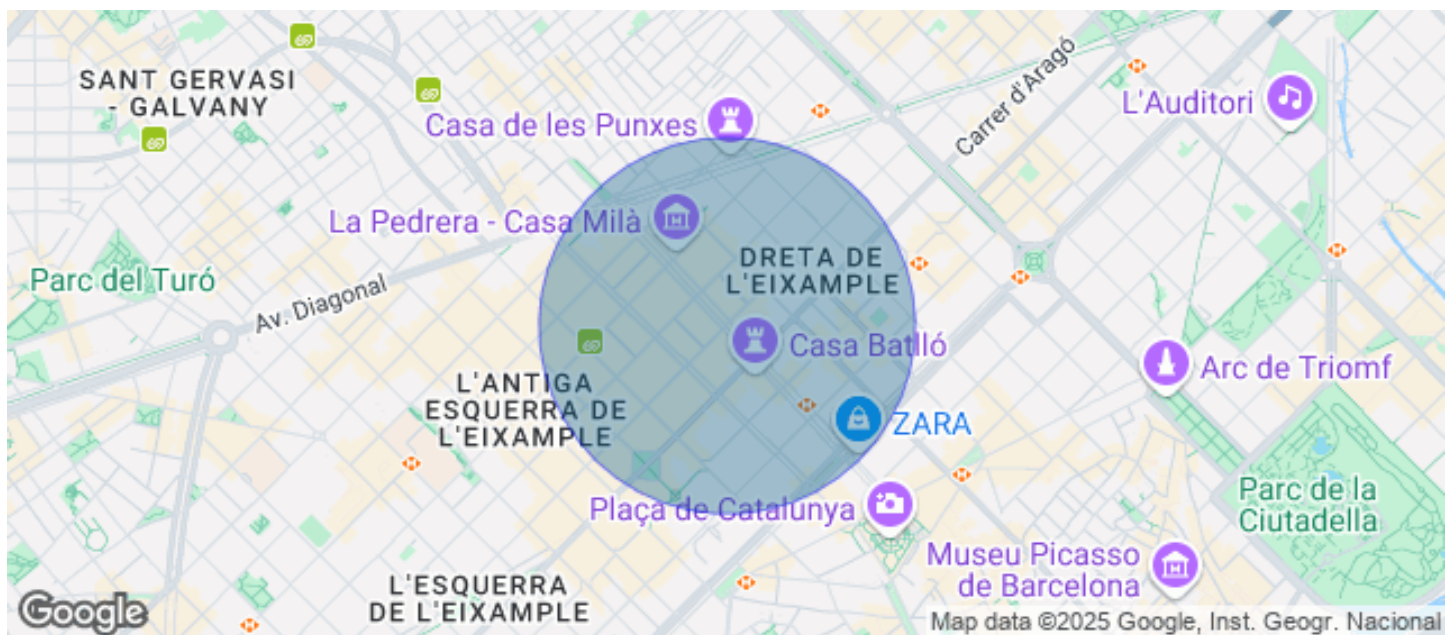 SANT GERVASI
- GALVANY
Casa de les Punxes
Carrer d'Aragó
L'Auditori
La Pedrera - Casa Milà
DRETA DE
L'EIXAMPLE
Parc del Turó
Av. Diagonal
Casa Batlló
Arc de Triomf
L'ANTIGA
ESQUERRA DE
L'EIXAMPLE
ZARA
Plaça de Catalunya
Parc de la
Ciutadella
Museu Picasso
de Barcelona
L'ESQUERRA
DE L'EIXAMPLE
Google
Map data ©2025 Google, Inst. Geogr. Nacional